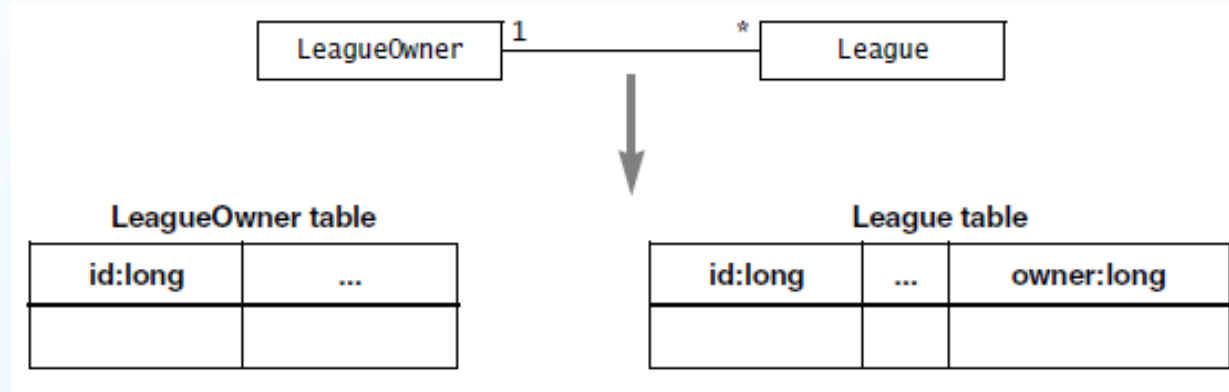 1 *
LeagueOwner League
LeagueOwner table League table
id:long ... id:long ... owner:long